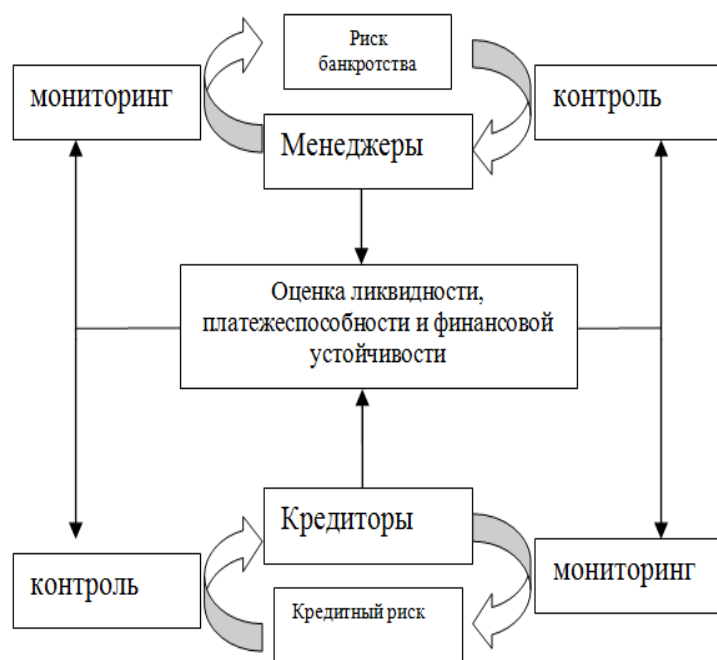 Риск
банкротства
мониторинг
контроль
Менеджеры
Оценка ликвидности,
платежеспособности и финансовой
устойчивости
Кредиторы
контроль
мониторинг
Кредитный риск